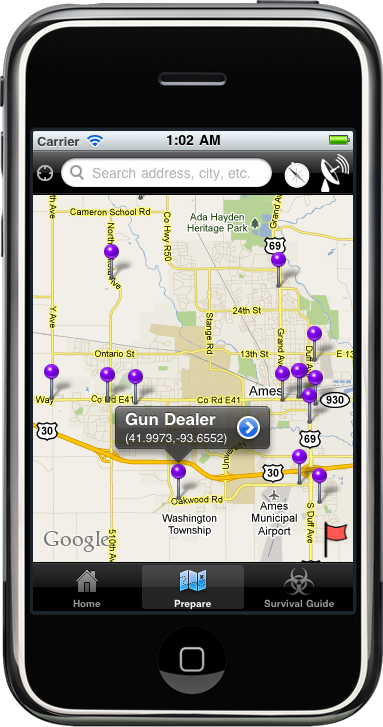 Carrier
1:02 AM
Search address, city, etc.
Cameron School Rd
Ada Hayden
Heritage Park
Grand Av
69
Co Hwy R50
Y Ave
24th St
Stange Rd
Grand Ave
Duff Ave
Ontario St
13th St
E 13
Ames
Way
Co Rd E41
Co Rd E41
930
Gun Dealer
(41.9973,-93.6552)
30
69
30
Oakwood Rd
Washington
Township
Ames
Municipal
Airport
S Duff Ave
510th Ave
Google
Home
Prepare
Survival Guide